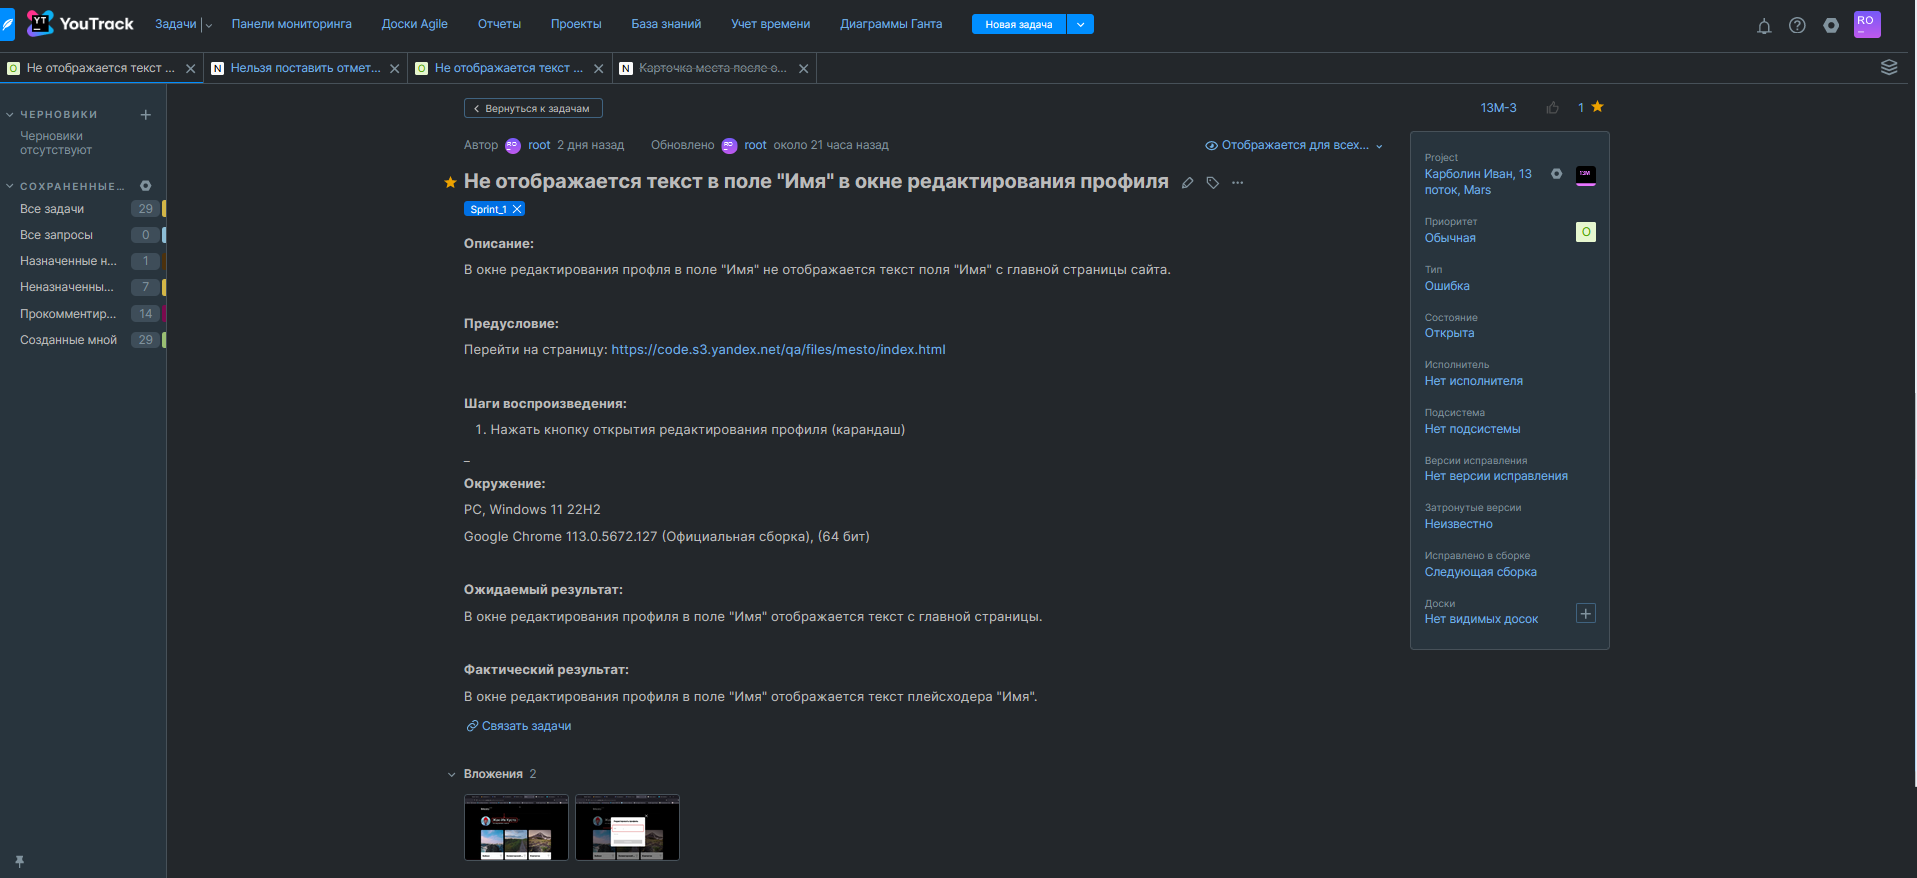 YT YouTrack
Задачи
Панели мониторинга
Доски Agile
Отчеты
Проекты
База знаний
Учет времени
Диаграммы Ганта
Новая задача
RO
O Не отображается текст ...
N Нельзя поставить отмет...
O Не отображается текст ...
N Карточка места после о...
ЧЕРНОВИКИ
Черновики
отсутствуют
СОХРАНЕННЫЕ...
Все задачи 29
Все запросы 0
Назначенные н... 1
Неназначенны... 7
Прокомментир... 14
Созданные мной 29
Вернуться к задачам
13M-3
1
Автор RO root 2 дня назад
Обновлено RO root около 21 часа назад
Отображается для всех...
Не отображается текст в поле "Имя" в окне редактирования профиля
Sprint_1
Описание:
В окне редактирования профля в поле "Имя" не отображается текст поля "Имя" с главной страницы сайта.
Предусловие:
Перейти на страницу: https://code.s3.yandex.net/qa/files/mesto/index.html
Шаги воспроизведения:
1. Нажать кнопку открытия редактирования профиля (карандаш)
_
Окружение:
PC, Windows 11 22H2
Google Chrome 113.0.5672.127 (Официальная сборка), (64 бит)
Ожидаемый результат:
В окне редактирования профиля в поле "Имя" отображается текст с главной страницы.
Фактический результат:
В окне редактирования профиля в поле "Имя" отображается текст плейсходера "Имя".
Связать задачи
Вложения 2
Project
Карболин Иван, 13
поток, Mars
13M
Приоритет
Обычная
O
Тип
Ошибка
Состояние
Открыта
Исполнитель
Нет исполнителя
Подсистема
Нет подсистемы
Версии исправления
Нет версии исправления
Затронутые версии
Неизвестно
Исправлено в сборке
Следующая сборка
Доски
Нет видимых досок